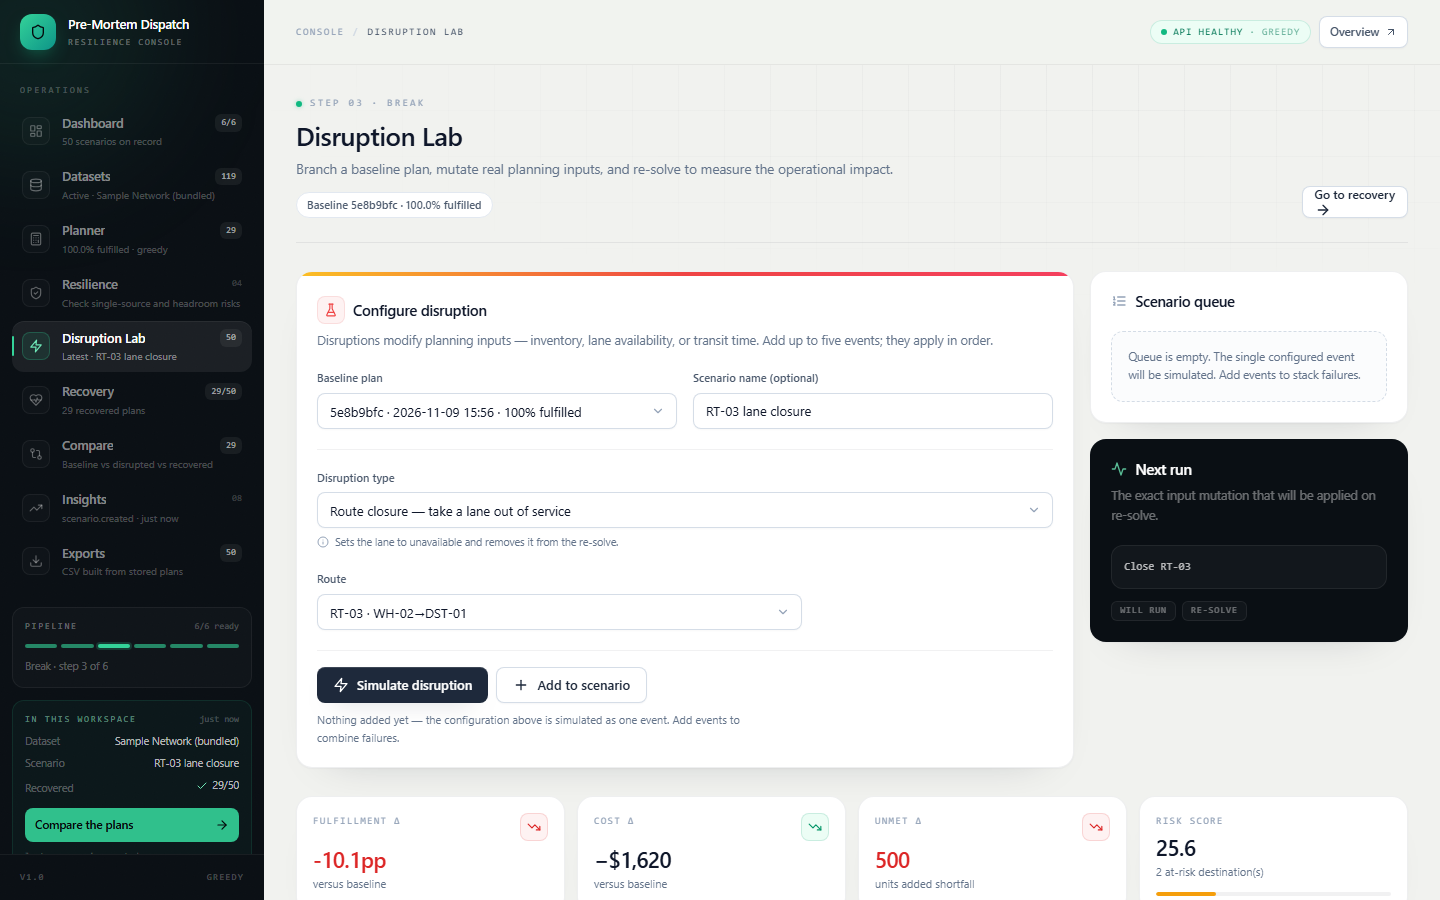 Pre-Mortem Dispatch
RESILIENCE CONSOLE
OPERATIONS
Dashboard
6/6
50 scenarios on record
Datasets
119
Active · Sample Network (bundled)
Planner
29
100.0% fulfilled · greedy
Resilience
04
Check single-source and headroom risks
Disruption Lab
50
Latest · RT-03 lane closure
Recovery
29/50
29 recovered plans
Compare
29
Baseline vs disrupted vs recovered
Insights
08
scenario.created · just now
Exports
50
CSV built from stored plans
PIPELINE
6/6 ready
Break · step 3 of 6
IN THIS WORKSPACE
just now
Dataset
Sample Network (bundled)
Scenario
RT-03 lane closure
Recovered
29/50
Compare the plans
V1.0
GREEDY
CONSOLE / DISRUPTION LAB
API HEALTHY · GREEDY
Overview
STEP 03 · BREAK
Disruption Lab
Branch a baseline plan, mutate real planning inputs, and re-solve to measure the operational impact.
Baseline 5e8b9bfc · 100.0% fulfilled
Go to recovery
Configure disruption
Disruptions modify planning inputs — inventory, lane availability, or transit time. Add up to five events; they apply in order.
Baseline plan
Scenario name (optional)
5e8b9bfc · 2026-11-09 15:56 · 100% fulfilled
RT-03 lane closure
Disruption type
Route closure — take a lane out of service
Sets the lane to unavailable and removes it from the re-solve.
Route
RT-03 · WH-02→DST-01
Simulate disruption
Add to scenario
Nothing added yet — the configuration above is simulated as one event. Add events to
combine failures.
Scenario queue
Queue is empty. The single configured event
will be simulated. Add events to stack failures.
Next run
The exact input mutation that will be applied on
re-solve.
Close RT-03
WILL RUN
RE-SOLVE
FULFILLMENT Δ
-10.1pp
versus baseline
COST Δ
−$1,620
versus baseline
UNMET Δ
500
units added shortfall
RISK SCORE
25.6
2 at-risk destination(s)